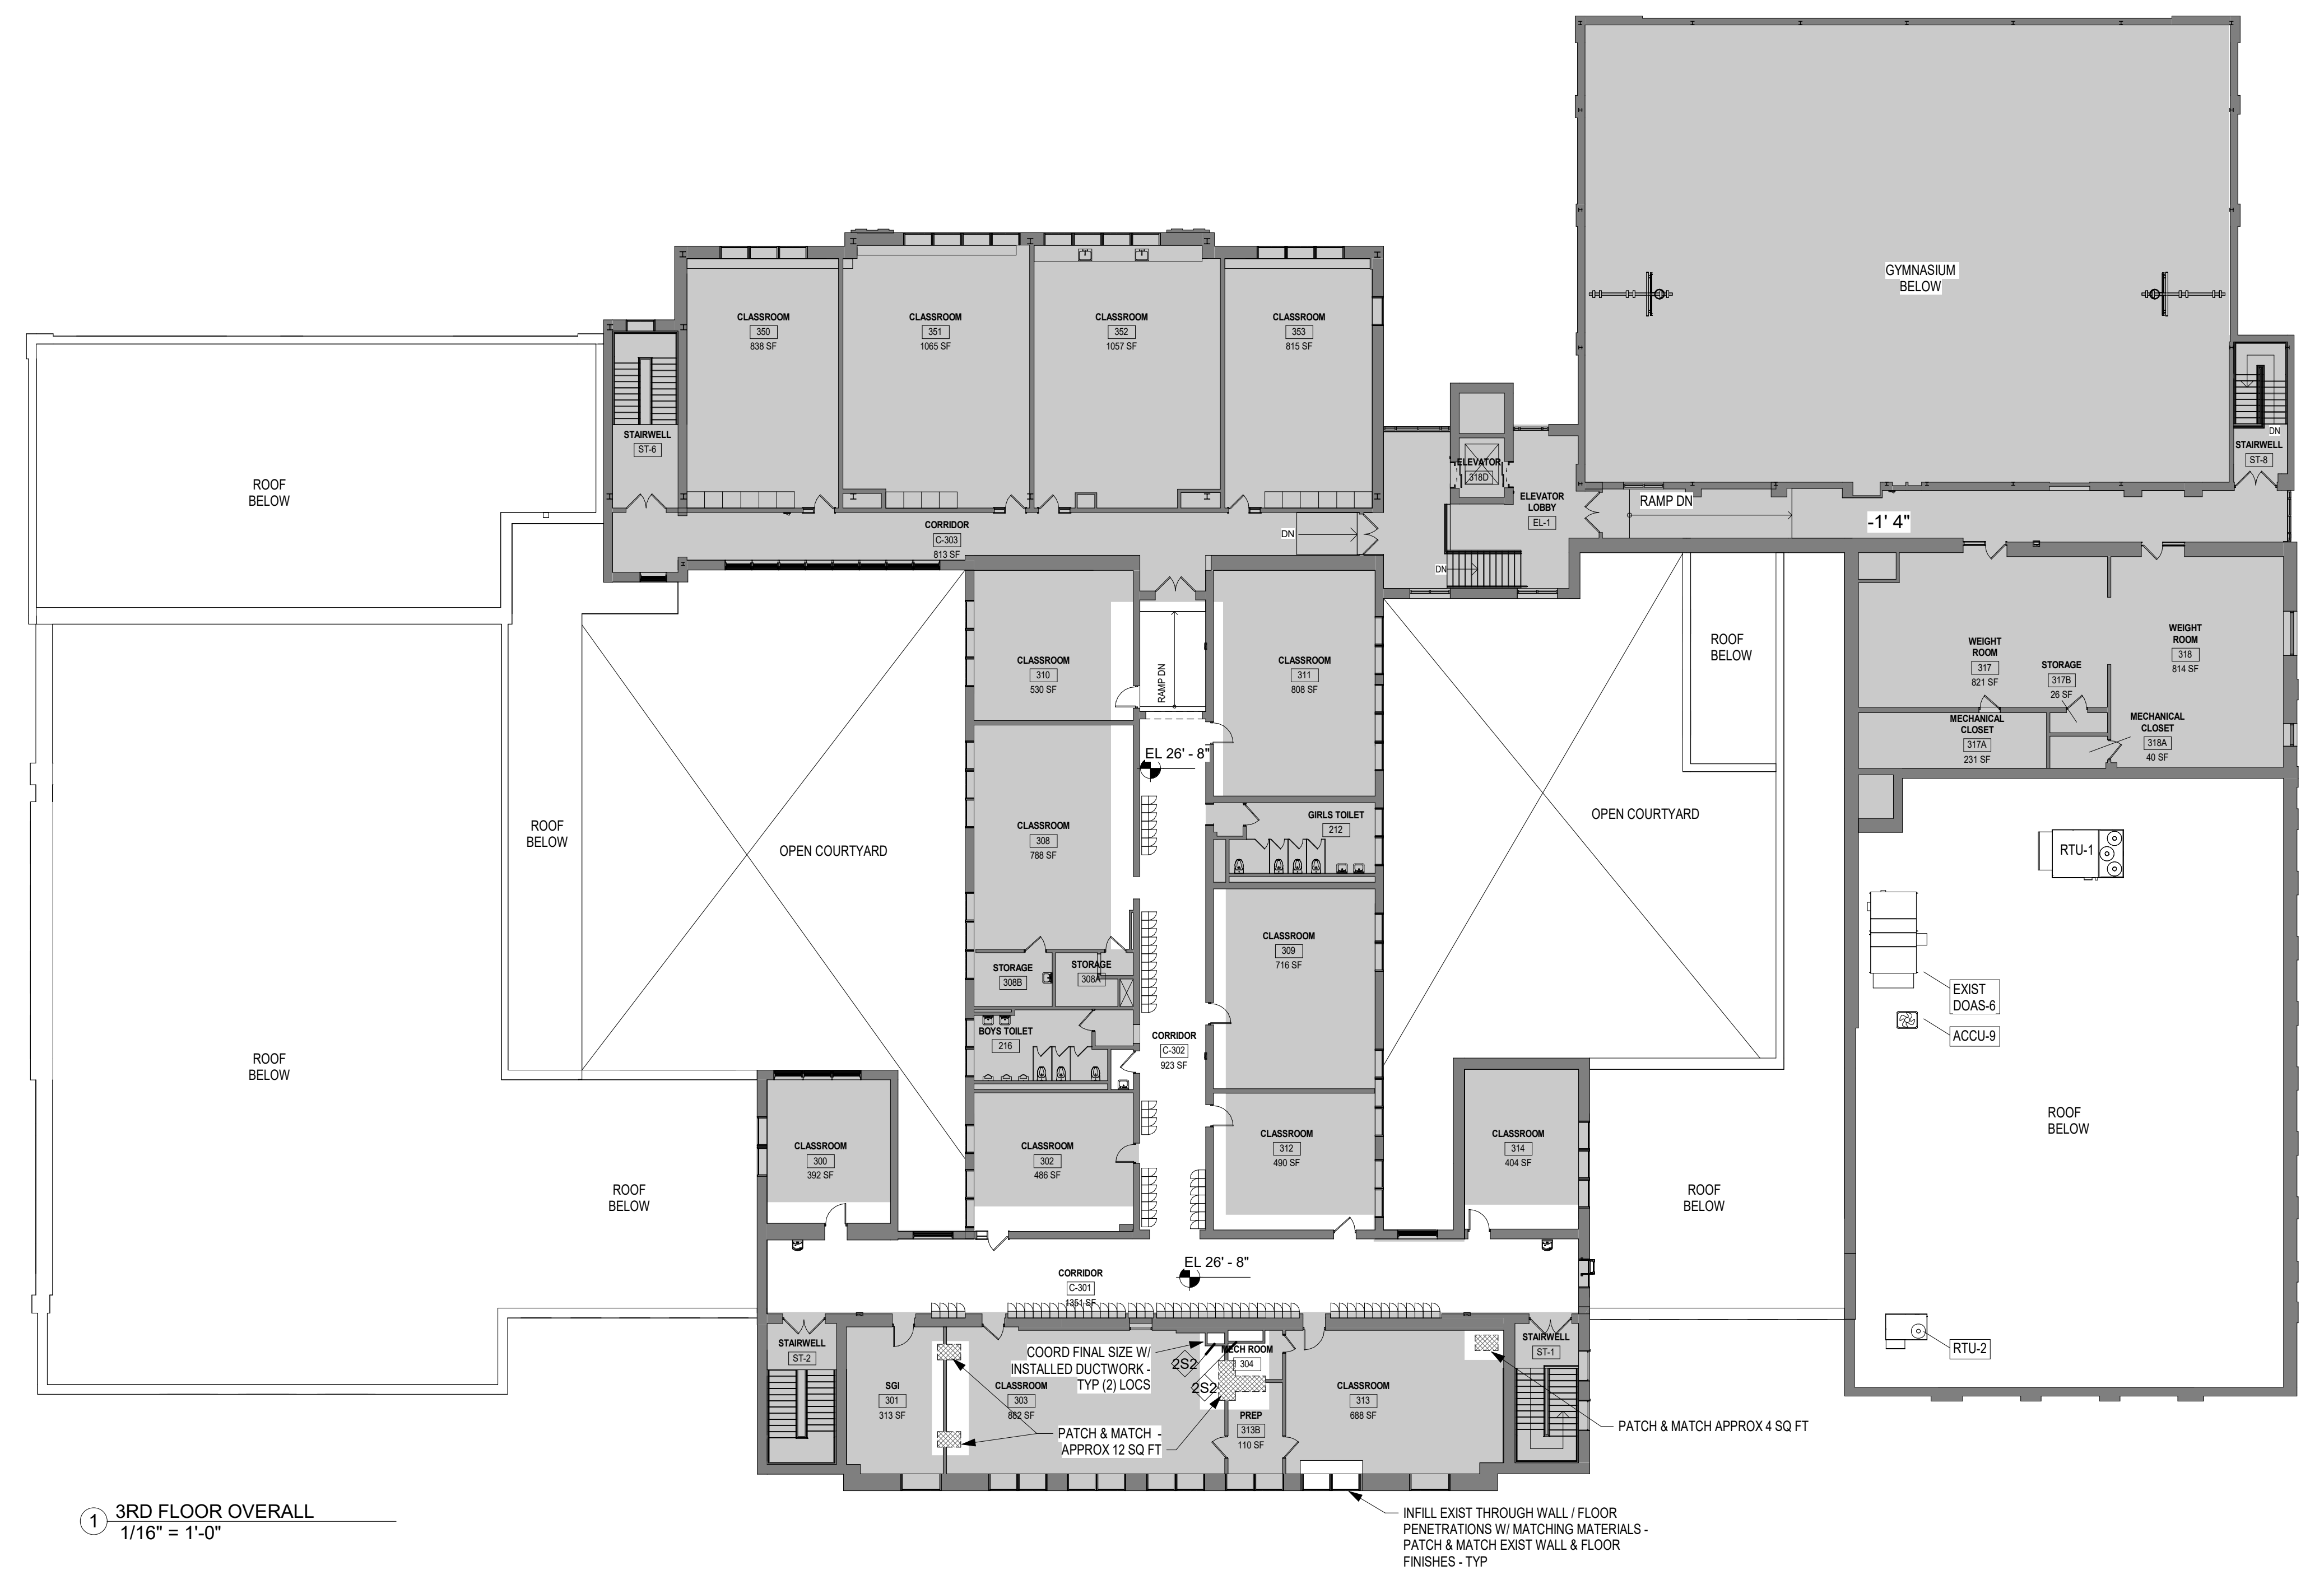 GYMNASIUM
BELOW
CLASSROOM
350
838 SF
CLASSROOM
351
1065 SF
CLASSROOM
352
1057 SF
CLASSROOM
353
815 SF
STAIRWELL
ST-6
DN
STAIRWELL
ST-8
ELEVATOR
318D
ELEVATOR
LOBBY
EL-1
RAMP DN
-1' 4"
ROOF
BELOW
CORRIDOR
C-303
813 SF
DN
DN
CLASSROOM
310
530 SF
RAMP DN
CLASSROOM
311
808 SF
ROOF
BELOW
WEIGHT
ROOM
317
821 SF
STORAGE
317B
26 SF
WEIGHT
ROOM
318
814 SF
MECHANICAL
CLOSET
317A
231 SF
MECHANICAL
CLOSET
318A
40 SF
EL 26' - 8"
ROOF
BELOW
OPEN COURTYARD
CLASSROOM
308
788 SF
GIRLS TOILET
212
OPEN COURTYARD
RTU-1
CLASSROOM
309
716 SF
STORAGE
308B
STORAGE
308A
EXIST
DOAS-6
ACCU-9
BOYS TOILET
216
CORRIDOR
C-302
923 SF
ROOF
BELOW
CLASSROOM
300
392 SF
CLASSROOM
302
486 SF
CLASSROOM
312
490 SF
CLASSROOM
314
404 SF
ROOF
BELOW
ROOF
BELOW
ROOF
BELOW
EL 26' - 8"
CORRIDOR
C-301
1351 SF
STAIRWELL
ST-2
SGI
301
313 SF
COORD FINAL SIZE W/
INSTALLED DUCTWORK -
TYP (2) LOCS
CLASSROOM
303
882 SF
2S2
2S2
MECH ROOM
304
PREP
313B
110 SF
CLASSROOM
313
688 SF
STAIRWELL
ST-1
RTU-2
PATCH & MATCH -
APPROX 12 SQ FT
PATCH & MATCH APPROX 4 SQ FT
INFILL EXIST THROUGH WALL / FLOOR
PENETRATIONS W/ MATCHING MATERIALS -
PATCH & MATCH EXIST WALL & FLOOR
FINISHES - TYP
1
3RD FLOOR OVERALL
1/16" = 1'-0"